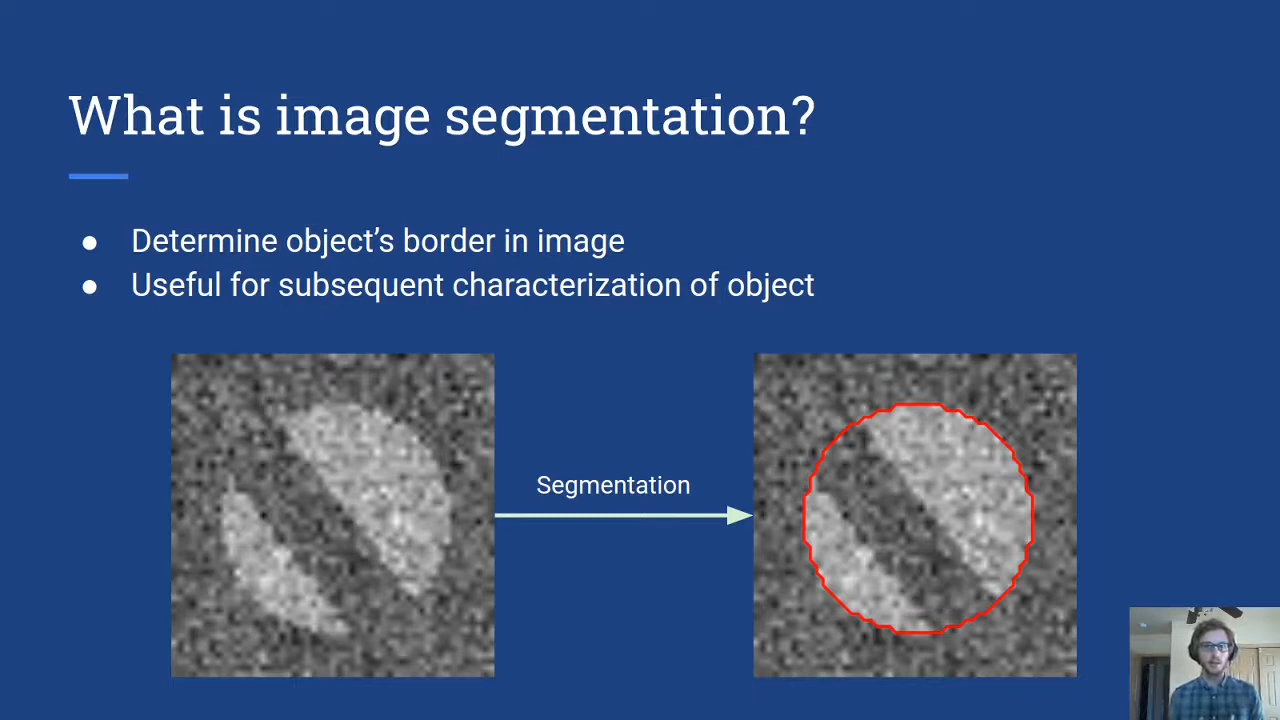 What is image segmentation?
● Determine object's border in image
● Useful for subsequent characterization of object
Segmentation